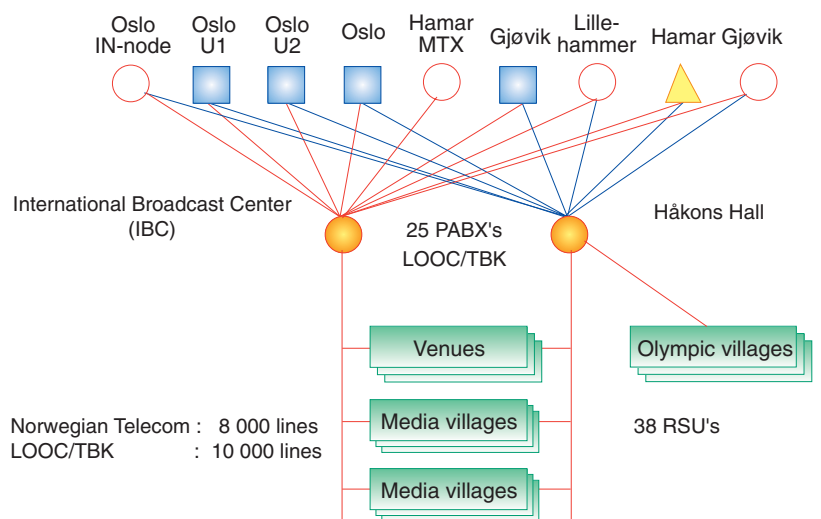 Oslo
IN-node
Oslo
U1
Oslo
U2
Oslo
Hamar
MTX
Gjøvik
Lille-
hammer
Hamar
Gjøvik
International Broadcast Center
(IBC)
25 PABX's
LOOC/TBK
Håkons Hall
Venues
Olympic villages
Norwegian Telecom : 8 000 lines
LOOC/TBK : 10 000 lines
Media villages
38 RSU's
Media villages